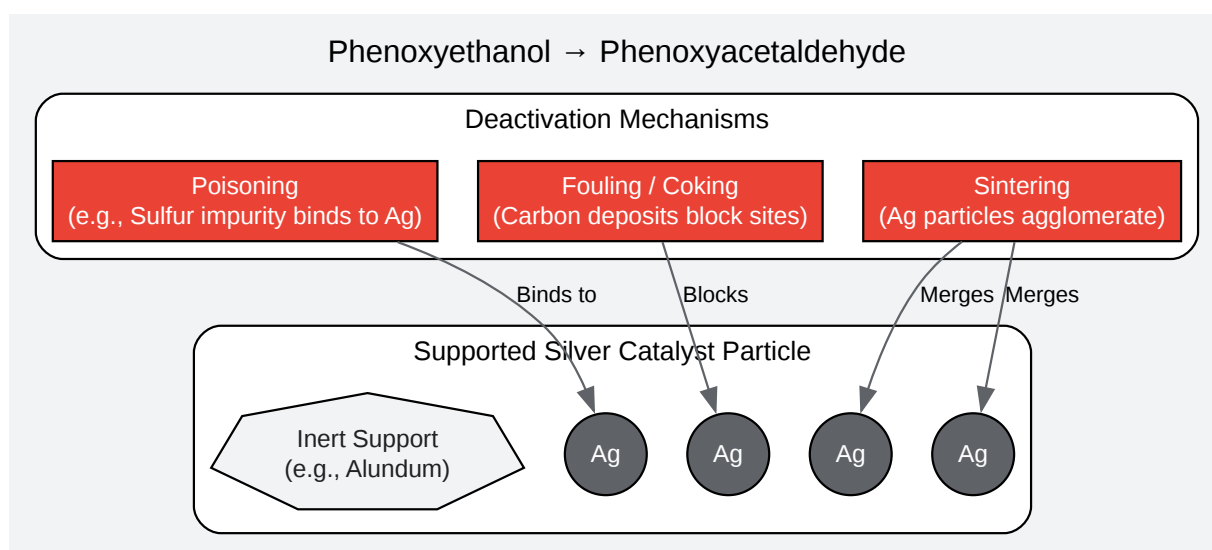 Phenoxyethanol → Phenoxyacetaldehyde
Deactivation Mechanisms
Poisoning
(e.g., Sulfur impurity binds to Ag)
Fouling / Coking
(Carbon deposits block sites)
Sintering
(Ag particles agglomerate)
Binds to
Blocks
Merges
Merges
Supported Silver Catalyst Particle
Inert Support
(e.g., Alundum)
Ag
Ag
Ag
Ag